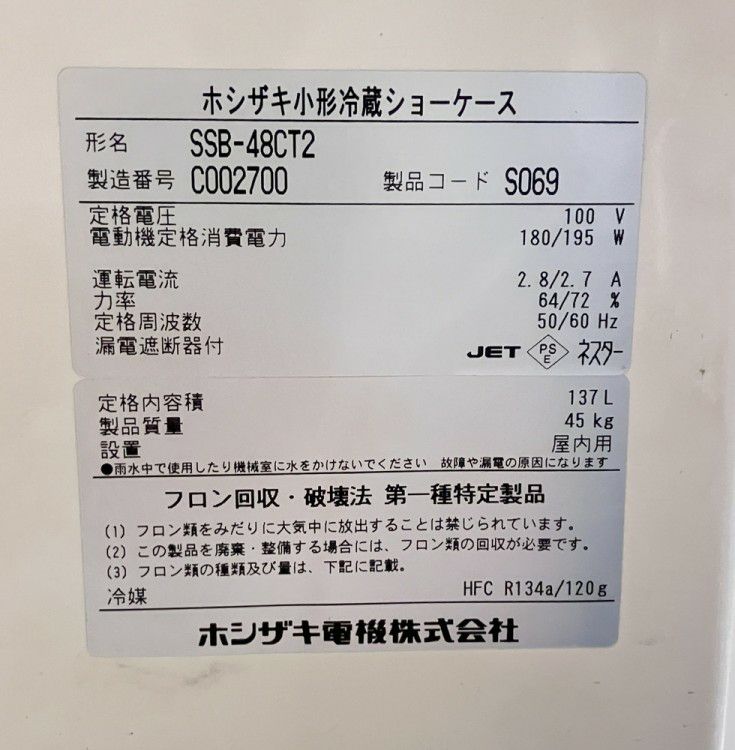 ホシザキ小形冷蔵ショーケース
形名 SSB-48CT2
製造番号 C002700 製品コード S069
定格電圧 100 V
電動機定格消費電力 180/195 W
運転電流 2.8/2.7 A
力率 64/72 %
定格周波数 50/60 Hz
漏電遮断器付 JET PSE ネスター
定格内容積 137 L
製品質量 45 kg
設置 屋内用
●雨水中で使用したり機械室に水をかけないでください 故障や漏電の原因になります
フロン回収・破壊法 第一種特定製品
(1) フロン類をみだりに大気中に放出することは禁じられています。
(2) この製品を廃棄・整備する場合には、フロン類の回収が必要です。
(3) フロン類の種類及び量は、下記に記載。
冷媒 HFC R134a/120g
ホシザキ電機株式会社